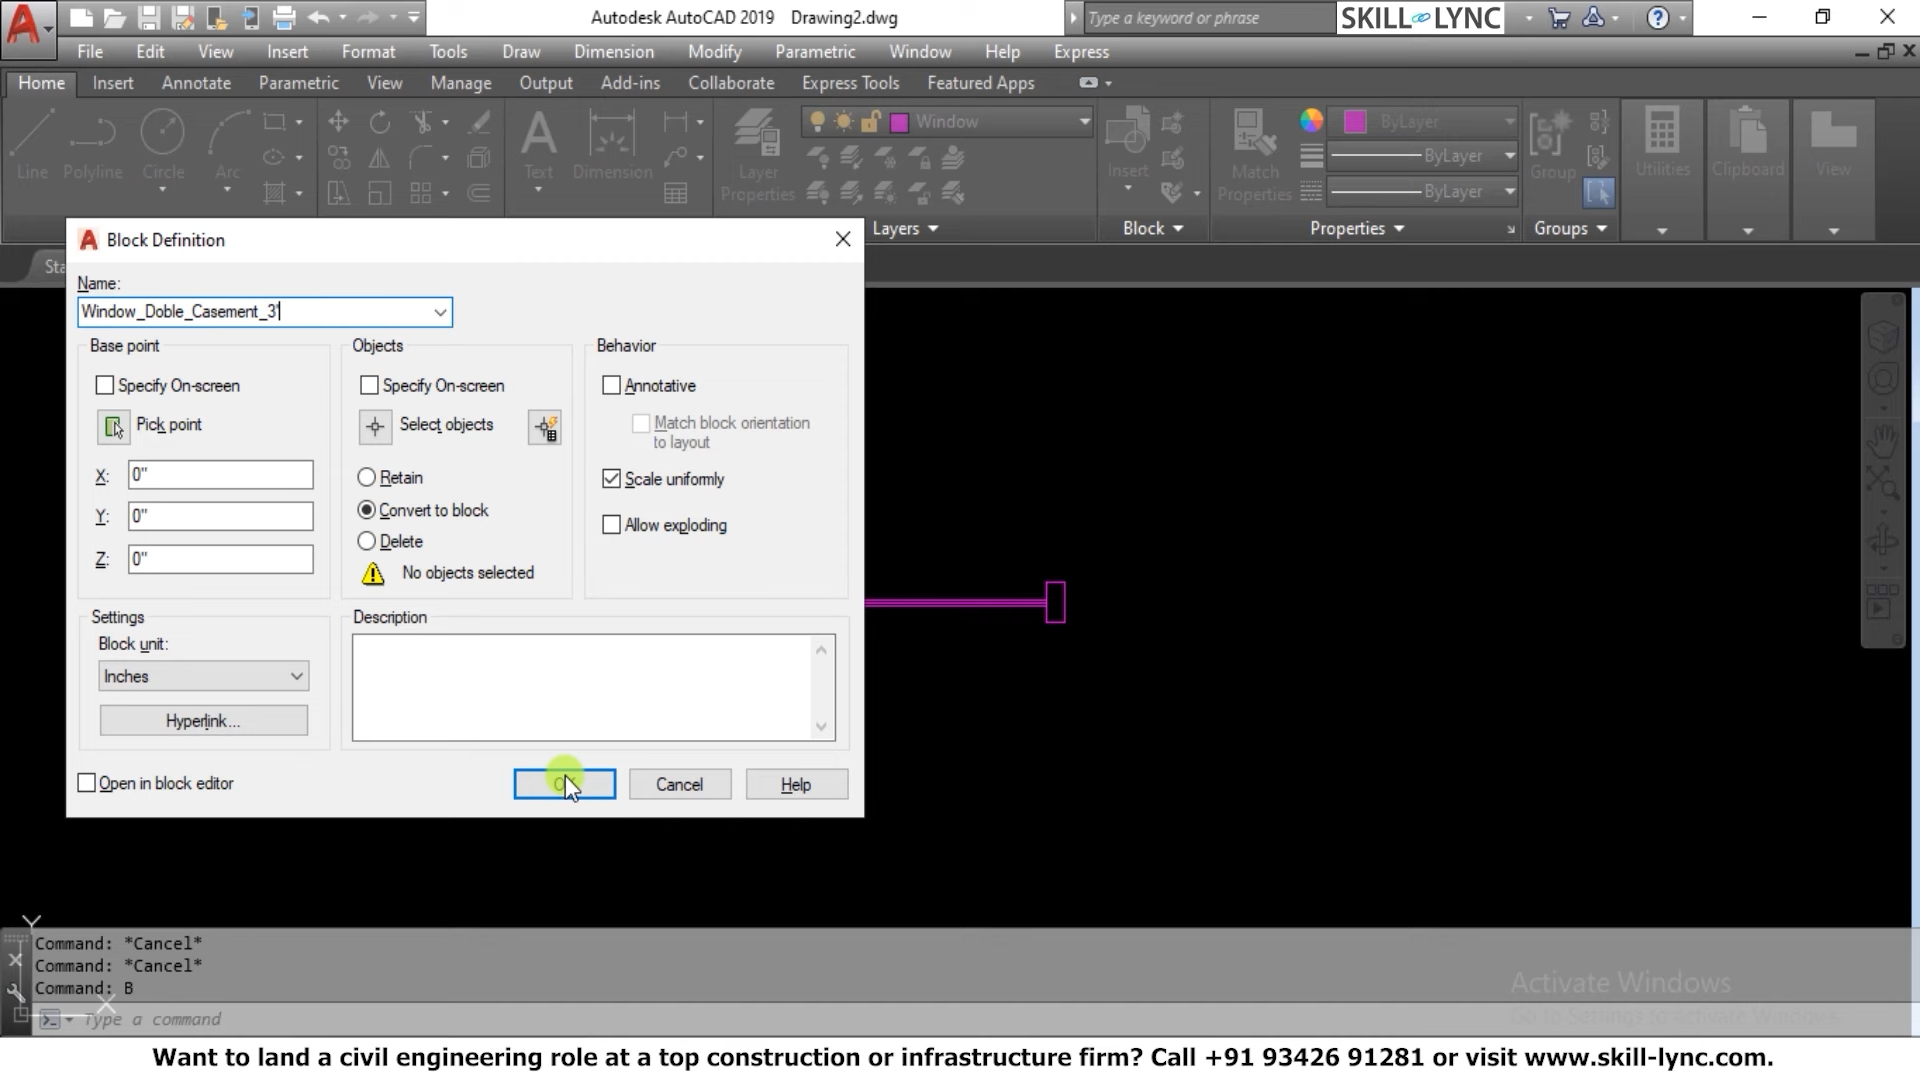 Autodesk AutoCAD 2019 Drawing2.dwg
Type a keyword or phrase
SKILL LYNC
File Edit View Insert Format Tools Draw Dimension Modify Parametric Window Help Express
Home Insert Annotate Parametric View Manage Output Add-ins Collaborate Express Tools Featured Apps
Window
ByLayer
Line Polyline Circle Arc Text Dimension Layer Properties Insert Match Properties Group Utilities Clipboard View
ByLayer
ByLayer
Layers Block Properties Groups
Sta
Block Definition
Name:
Window_Doble_Casement_3'
Base point
Specify On-screen
Pick point
X: 0"
Y: 0"
Z: 0"
Objects
Specify On-screen
Select objects
Retain
Convert to block
Delete
No objects selected
Behavior
Annotative
Match block orientation
to layout
Scale uniformly
Allow exploding
Settings
Block unit:
Inches
Hyperlink...
Description
Open in block editor
Cancel
Help
Command: *Cancel*
Command: *Cancel*
Command: B
Type a command
Activate Windows
Want to land a civil engineering role at a top construction or infrastructure firm? Call +91 93426 91281 or visit www.skill-lync.com.